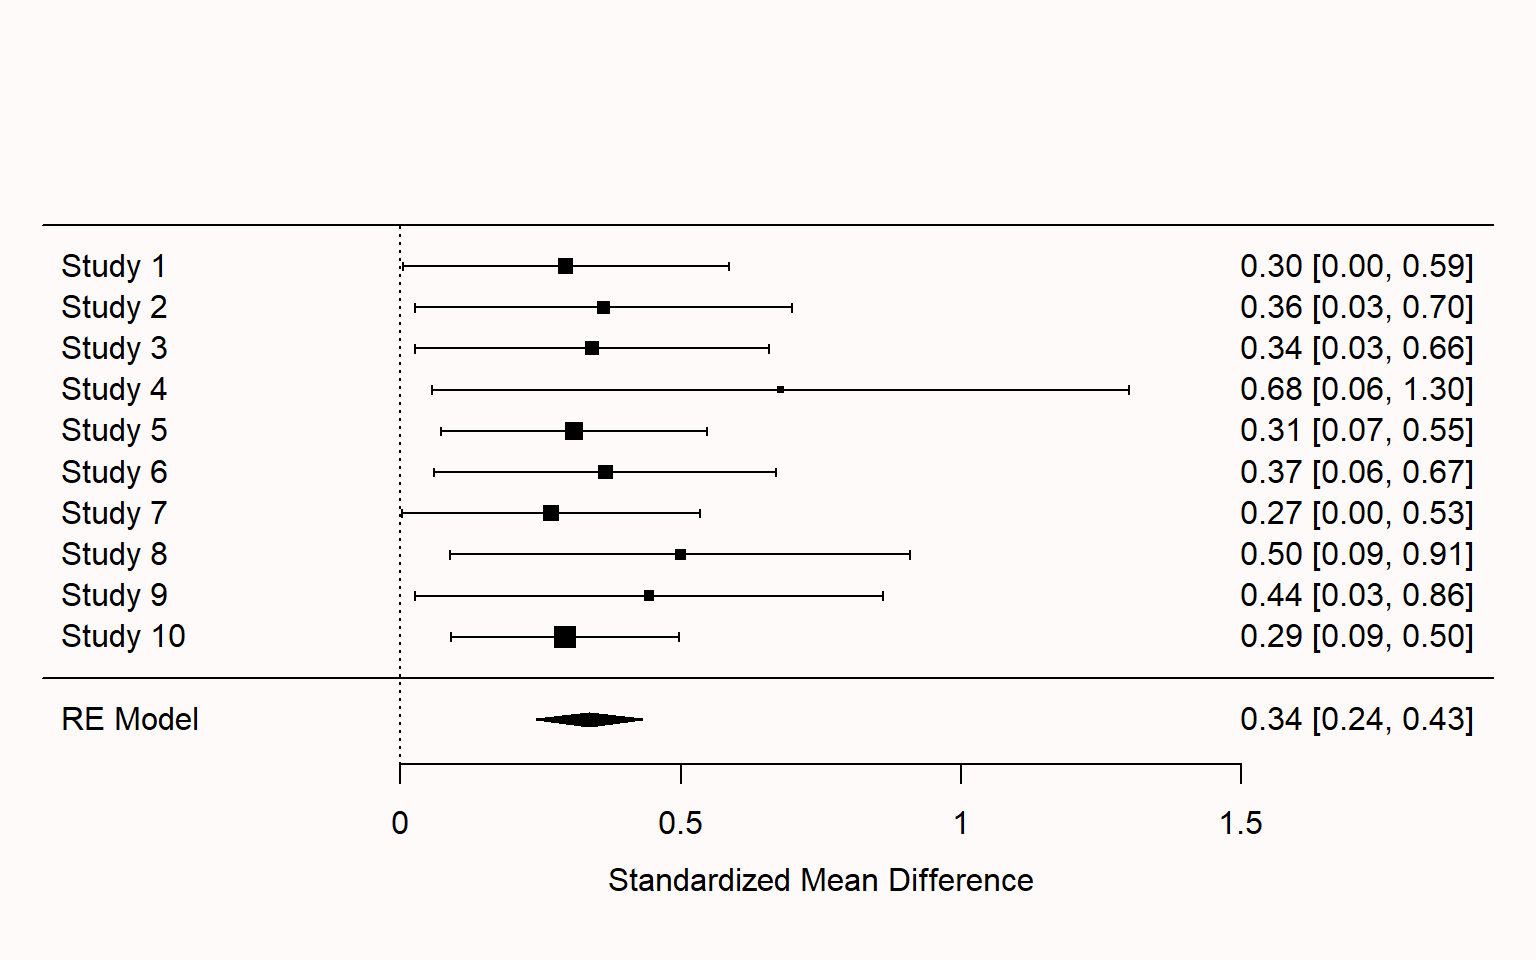 Study 1 0.30 [0.00, 0.59]
Study 2 0.36 [0.03, 0.70]
Study 3 0.34 [0.03, 0.66]
Study 4 0.68 [0.06, 1.30]
Study 5 0.31 [0.07, 0.55]
Study 6 0.37 [0.06, 0.67]
Study 7 0.27 [0.00, 0.53]
Study 8 0.50 [0.09, 0.91]
Study 9 0.44 [0.03, 0.86]
Study 10 0.29 [0.09, 0.50]
RE Model 0.34 [0.24, 0.43]
0 0.5 1 1.5
Standardized Mean Difference